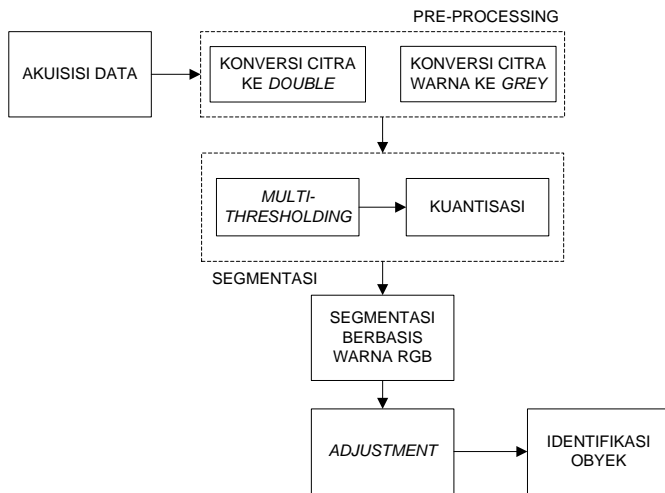 PRE-PROCESSING
AKUISISI DATA
KONVERSI CITRA
KE DOUBLE
KONVERSI CITRA
WARNA KE GREY
MULTI-
THRESHOLDING
KUANTISASI
SEGMENTASI
SEGMENTASI
BERBASIS
WARNA RGB
ADJUSTMENT
IDENTIFIKASI
OBYEK